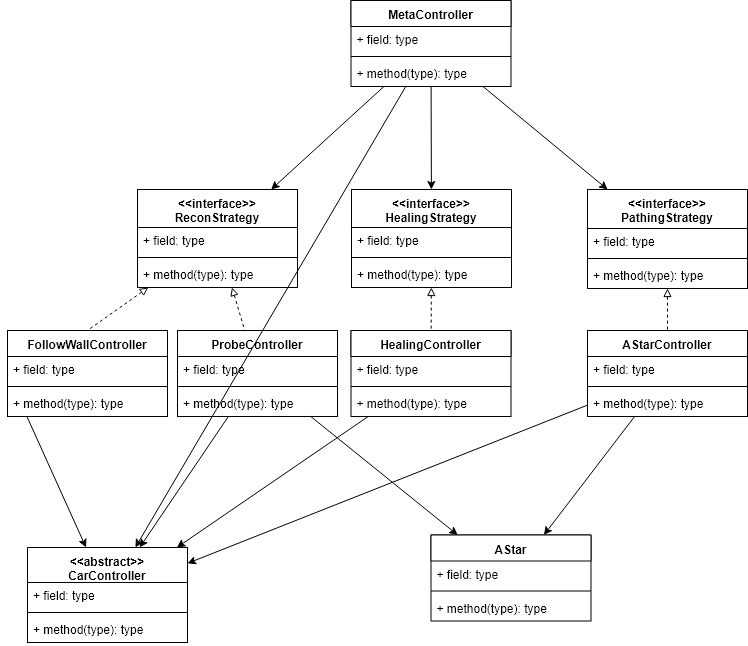 MetaController
+ field: type
+ method(type): type
<<interface>>
ReconStrategy
+ field: type
+ method(type): type
<<interface>>
HealingStrategy
+ field: type
+ method(type): type
<<interface>>
PathingStrategy
+ field: type
+ method(type): type
FollowWallController
+ field: type
+ method(type): type
ProbeController
+ field: type
+ method(type): type
HealingController
+ field: type
+ method(type): type
AStarController
+ field: type
+ method(type): type
<<abstract>>
CarController
+ field: type
+ method(type): type
AStar
+ field: type
+ method(type): type